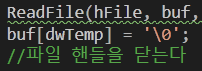 ReadFile(hFile, buf,
buf[dwTemp] = '\0';
//파일 핸들을 닫는다